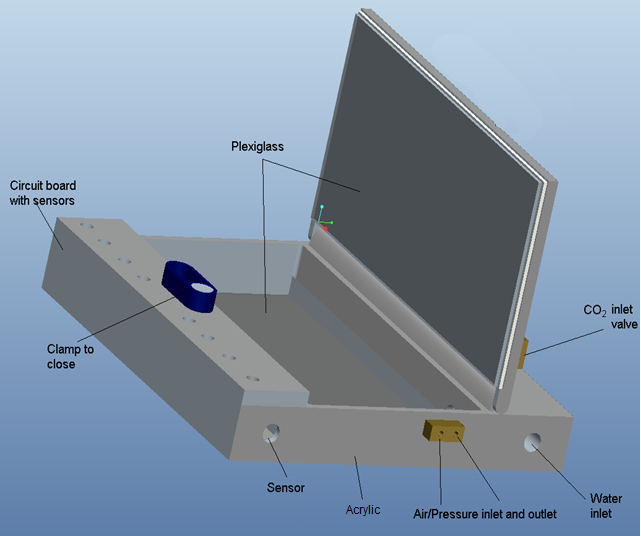 Plexiglass
Circuit board
with sensors
CO₂ inlet
valve
Clamp to
close
Sensor
Acrylic
Air/Pressure inlet and outlet
Water
inlet